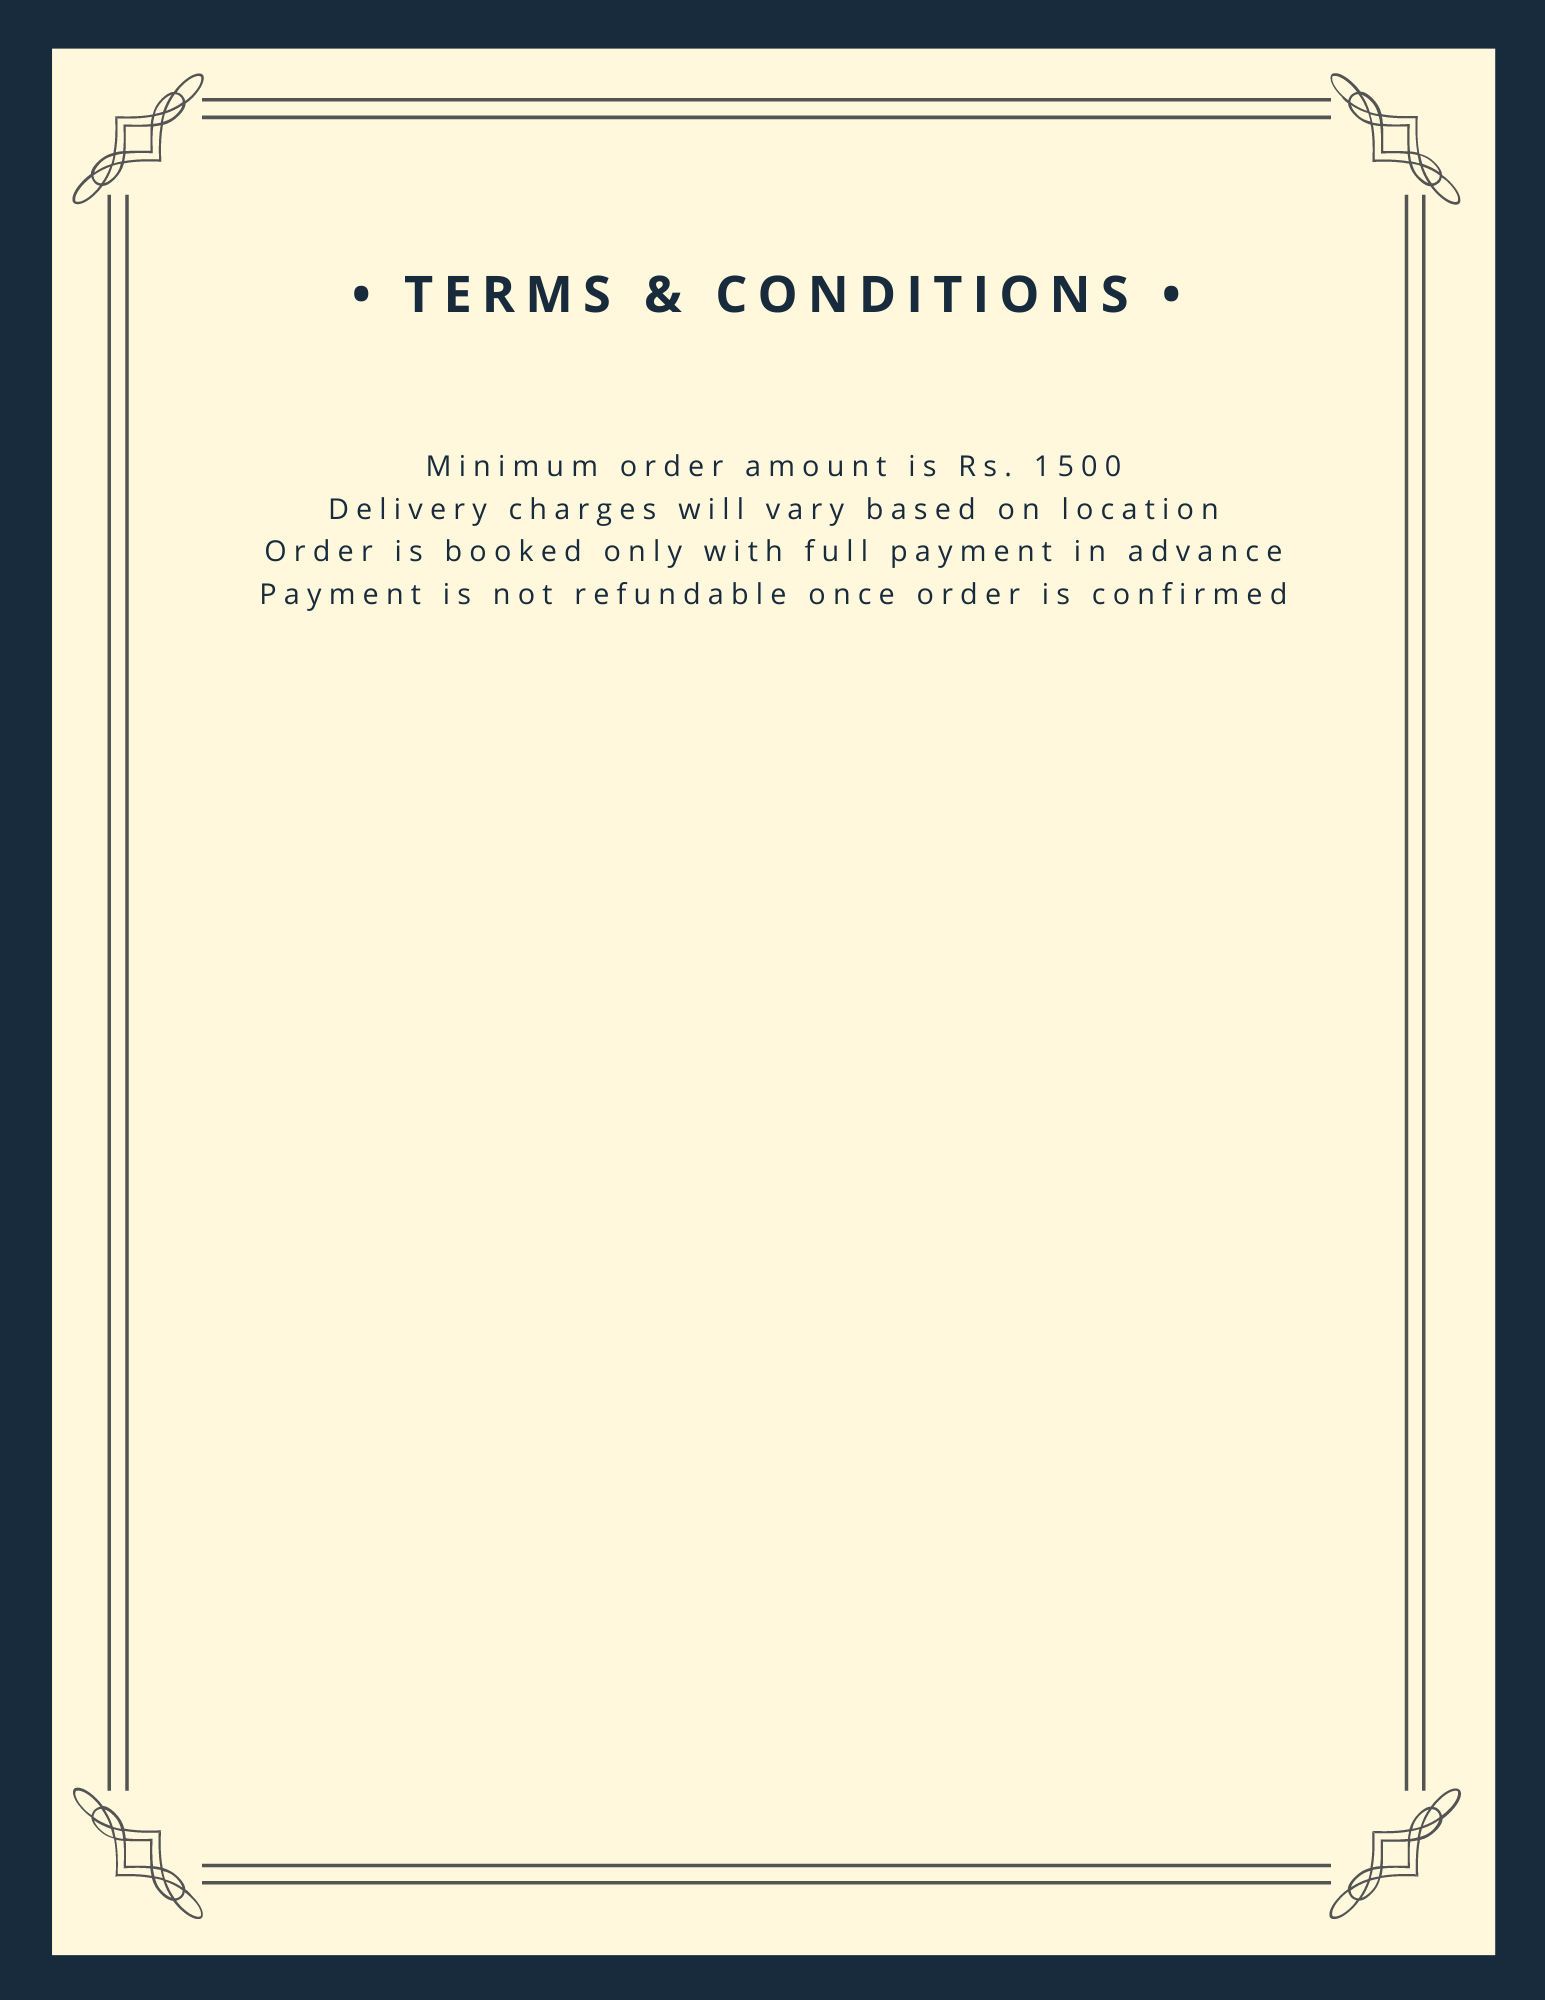 • TERMS & CONDITIONS •
Minimum order amount is Rs. 1500
Delivery charges will vary based on location
Order is booked only with full payment in advance
Payment is not refundable once order is confirmed